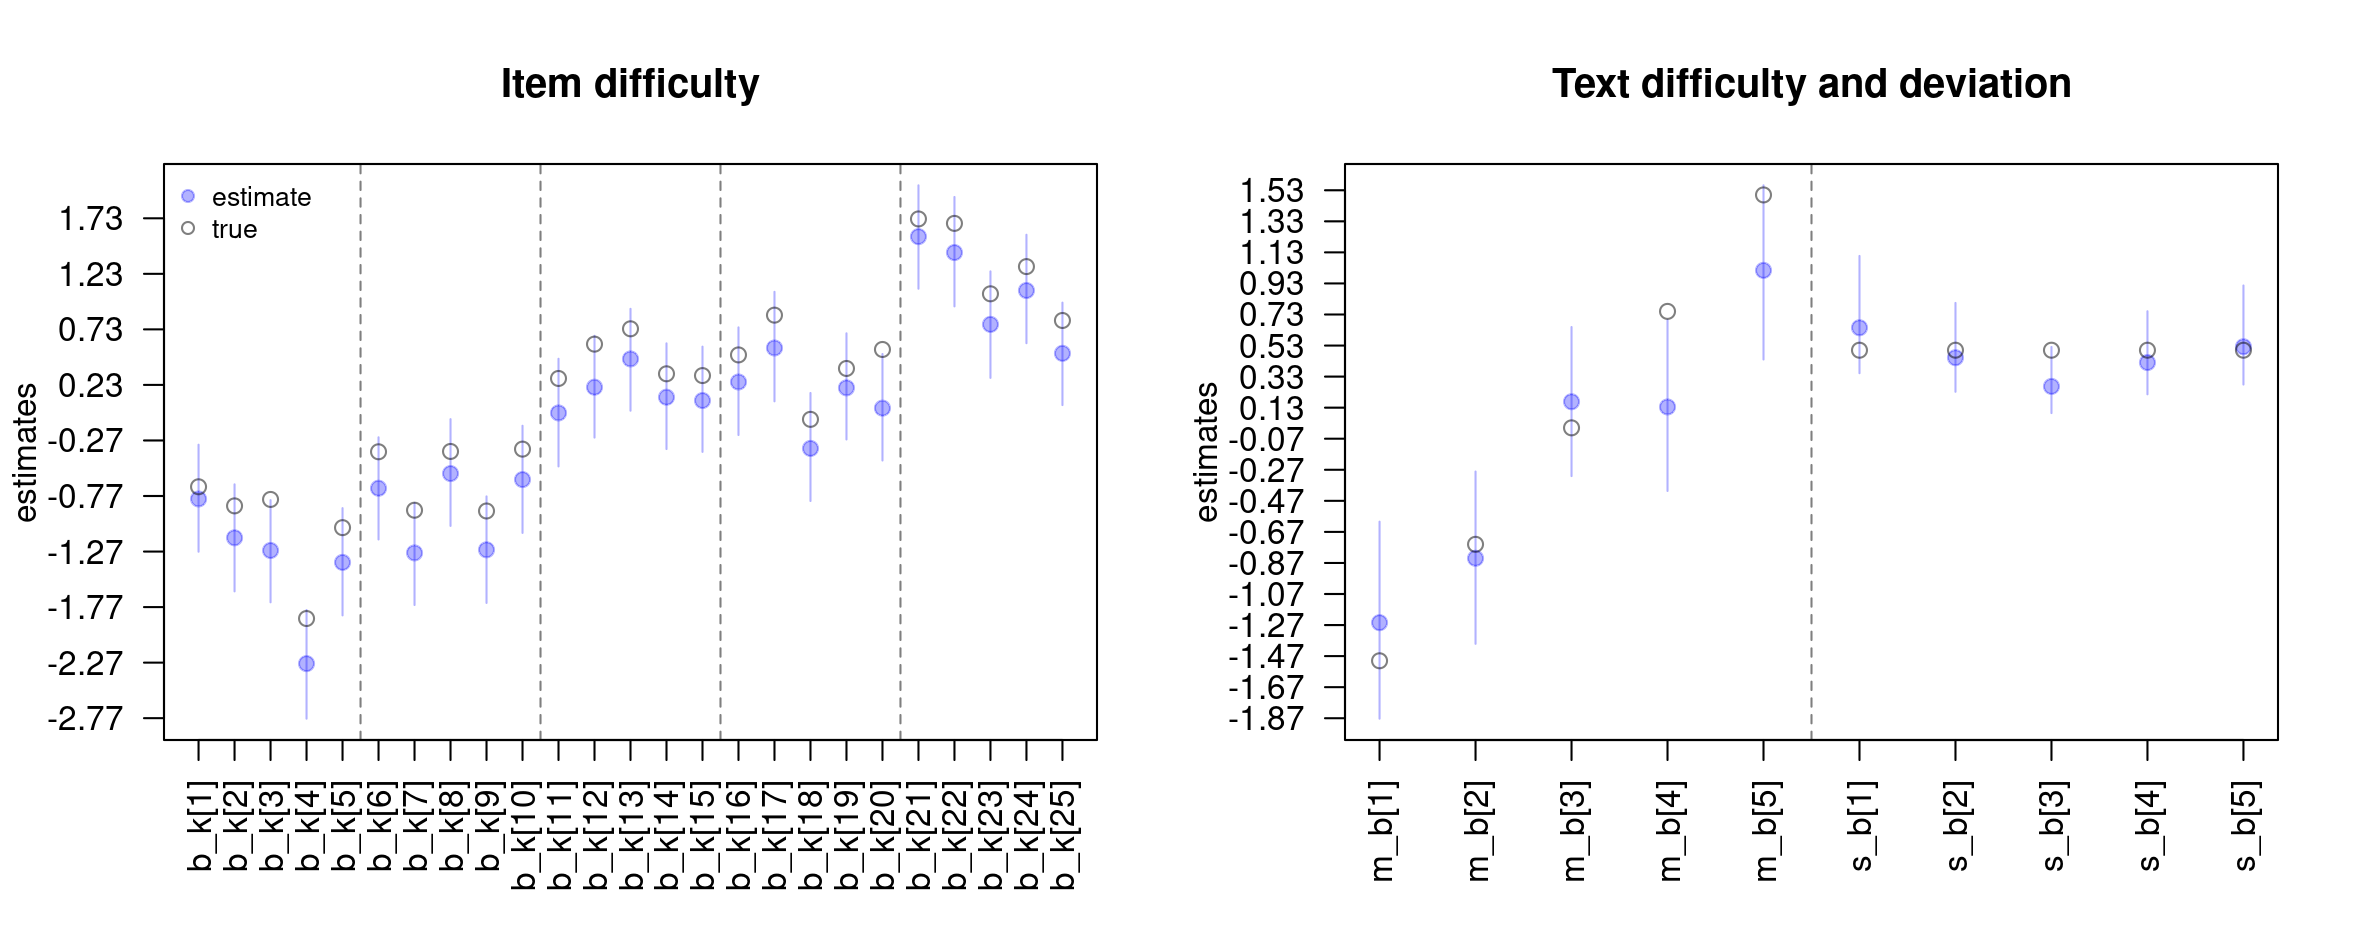 Item difficulty
estimate
true
estimates
1.73
1.23
0.73
0.23
-0.27
-0.77
-1.27
-1.77
-2.27
-2.77
b_k[1]
b_k[2]
b_k[3]
b_k[4]
b_k[5]
b_k[6]
b_k[7]
b_k[8]
b_k[9]
b_k[10]
b_k[11]
b_k[12]
b_k[13]
b_k[14]
b_k[15]
b_k[16]
b_k[17]
b_k[18]
b_k[19]
b_k[20]
b_k[21]
b_k[22]
b_k[23]
b_k[24]
b_k[25]
Text difficulty and deviation
estimates
1.53
1.33
1.13
0.93
0.73
0.53
0.33
0.13
-0.07
-0.27
-0.47
-0.67
-0.87
-1.07
-1.27
-1.47
-1.67
-1.87
m_b[1]
m_b[2]
m_b[3]
m_b[4]
m_b[5]
s_b[1]
s_b[2]
s_b[3]
s_b[4]
s_b[5]